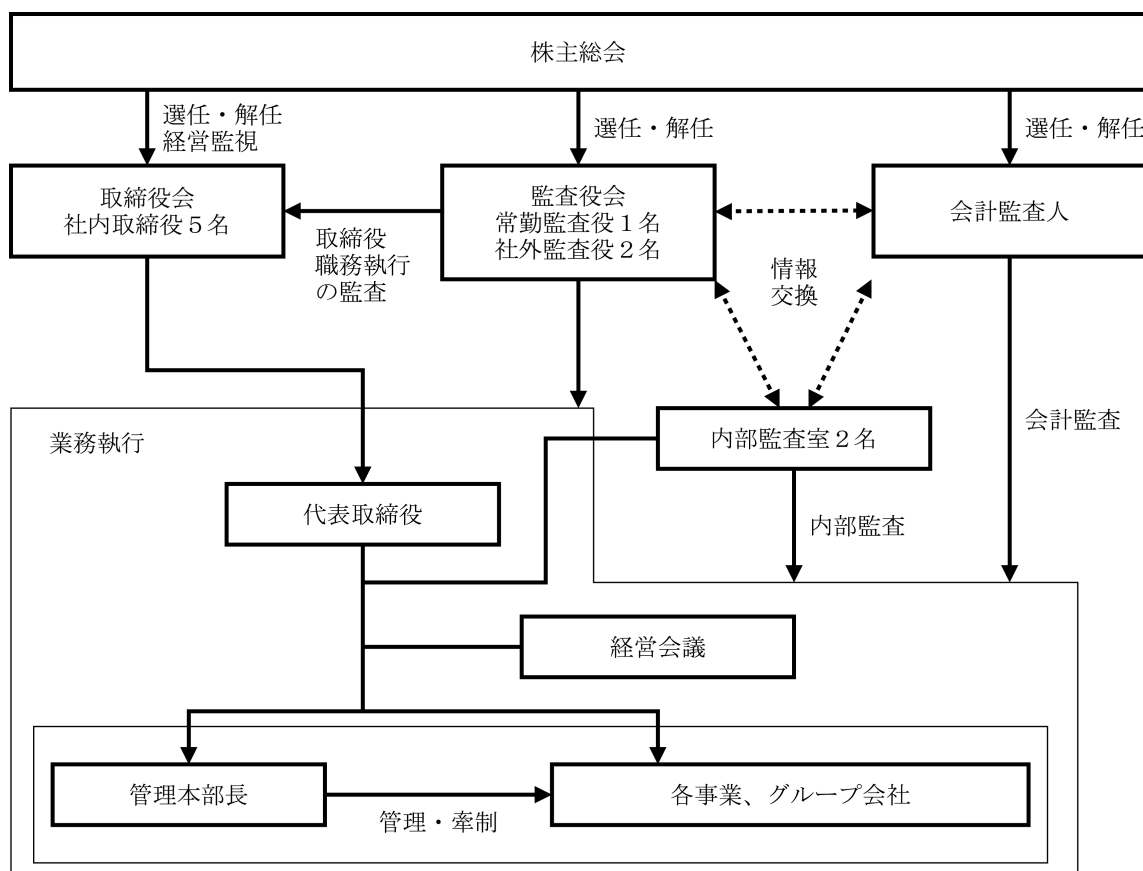 株主総会
選任・解任
経営監視
選任・解任
選任・解任
取締役会
社内取締役５名
監査役会
常勤監査役１名
社外監査役２名
会計監査人
取締役
職務執行
の監査
情報
交換
業務執行
内部監査室２名
会計監査
代表取締役
内部監査
経営会議
管理本部長
各事業、グループ会社
管理・牽制